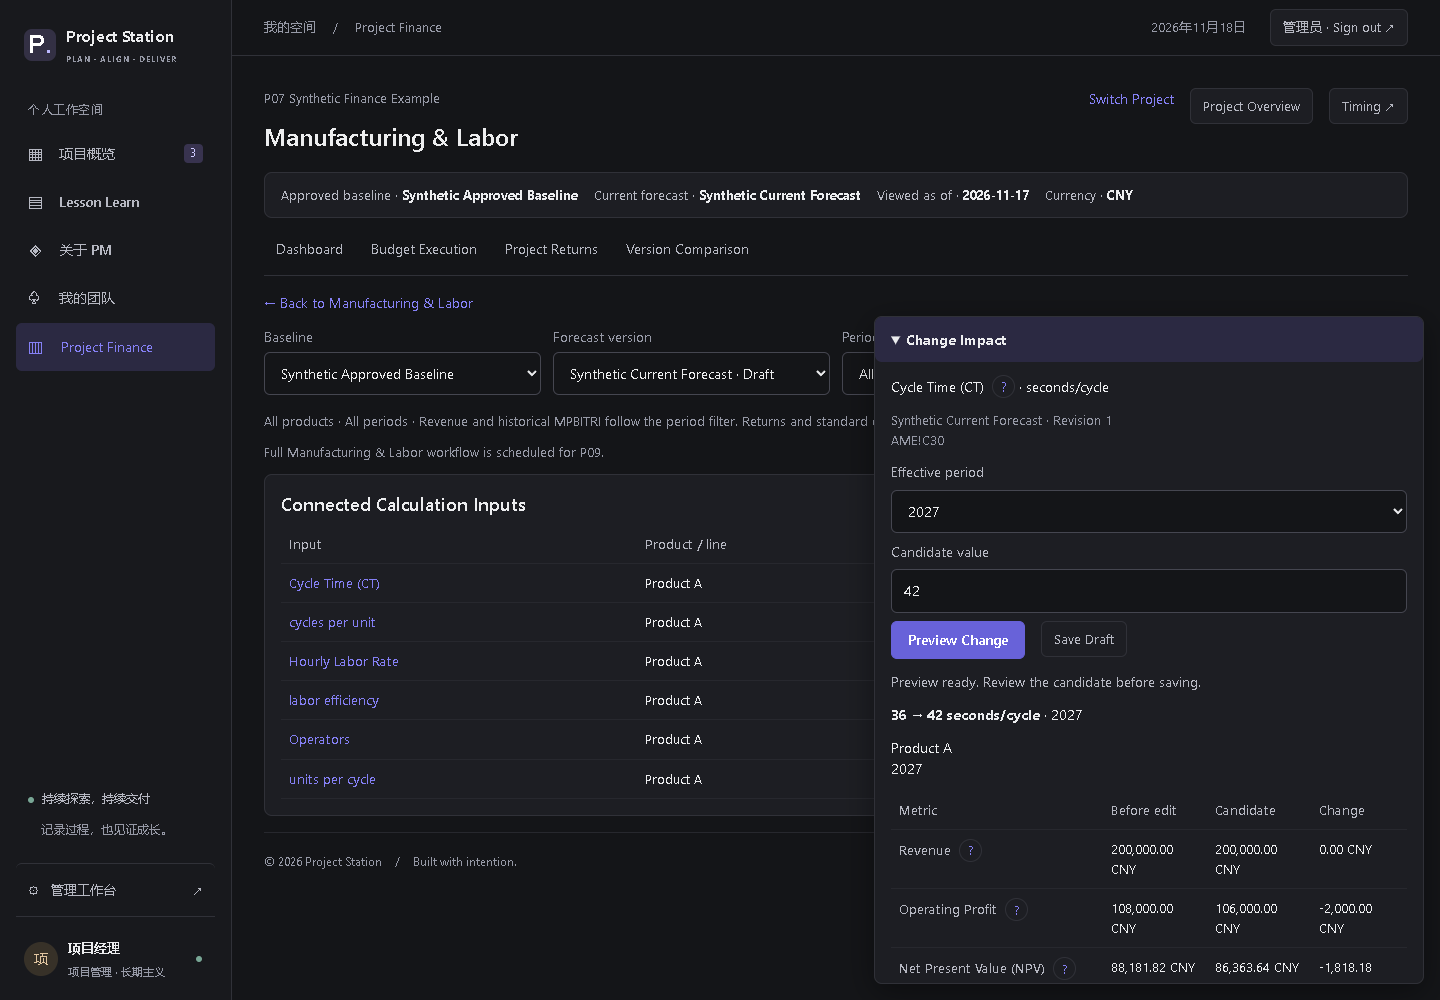 P.
Project Station
PLAN · ALIGN · DELIVER
个人工作空间
项目概览
3
Lesson Learn
关于 PM
我的团队
Project Finance
持续探索，持续交付
记录过程，也见证成长。
管理工作台 ↗
项
项目经理
项目管理 · 长期主义
我的空间 / Project Finance
2026年11月18日
管理员 · Sign out ↗
P07 Synthetic Finance Example
Manufacturing & Labor
Switch Project
Project Overview
Timing ↗
Approved baseline · Synthetic Approved Baseline Current forecast · Synthetic Current Forecast Viewed as of · 2026-11-17 Currency · CNY
Dashboard Budget Execution Project Returns Version Comparison
← Back to Manufacturing & Labor
Baseline
Forecast version
Synthetic Approved Baseline
Synthetic Current Forecast · Draft
All
All products · All periods · Revenue and historical MPBITRI follow the period filter. Returns and standard
Full Manufacturing & Labor workflow is scheduled for P09.
Connected Calculation Inputs
Input Product / line
Cycle Time (CT) Product A
cycles per unit Product A
Hourly Labor Rate Product A
labor efficiency Product A
Operators Product A
units per cycle Product A
© 2026 Project Station / Built with intention.
▼ Change Impact
Cycle Time (CT) ? · seconds/cycle
Synthetic Current Forecast · Revision 1
AME!C30
Effective period
2027
Candidate value
42
Preview Change
Save Draft
Preview ready. Review the candidate before saving.
36 → 42 seconds/cycle · 2027
Product A
2027
Metric Before edit Candidate Change
Revenue ? 200,000.00 CNY 200,000.00 CNY 0.00 CNY
Operating Profit ? 108,000.00 CNY 106,000.00 CNY -2,000.00 CNY
Net Present Value (NPV) ? 88,181.82 CNY 86,363.64 CNY -1,818.18